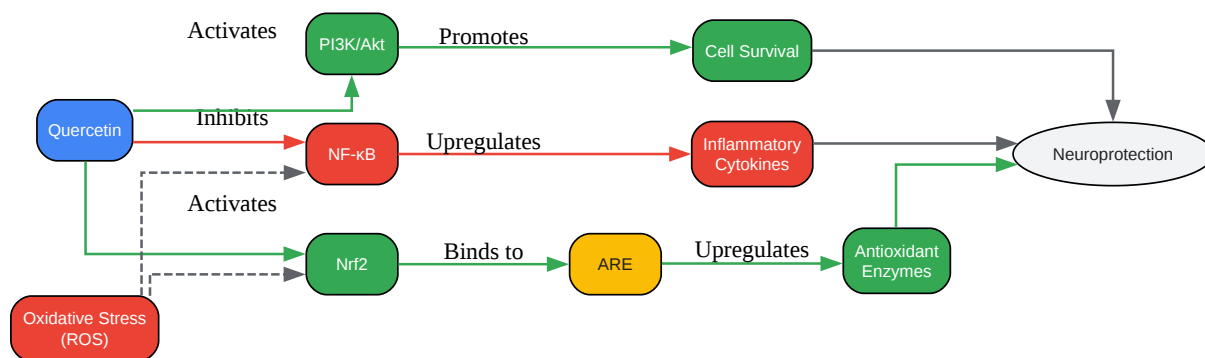 Activates
PI3K/Akt
Promotes
Cell Survival
Quercetin
Inhibits
NF-κB
Upregulates
Inflammatory
Cytokines
Neuroprotection
Activates
Nrf2
Binds to
ARE
Upregulates
Antioxidant
Enzymes
Oxidative Stress
(ROS)